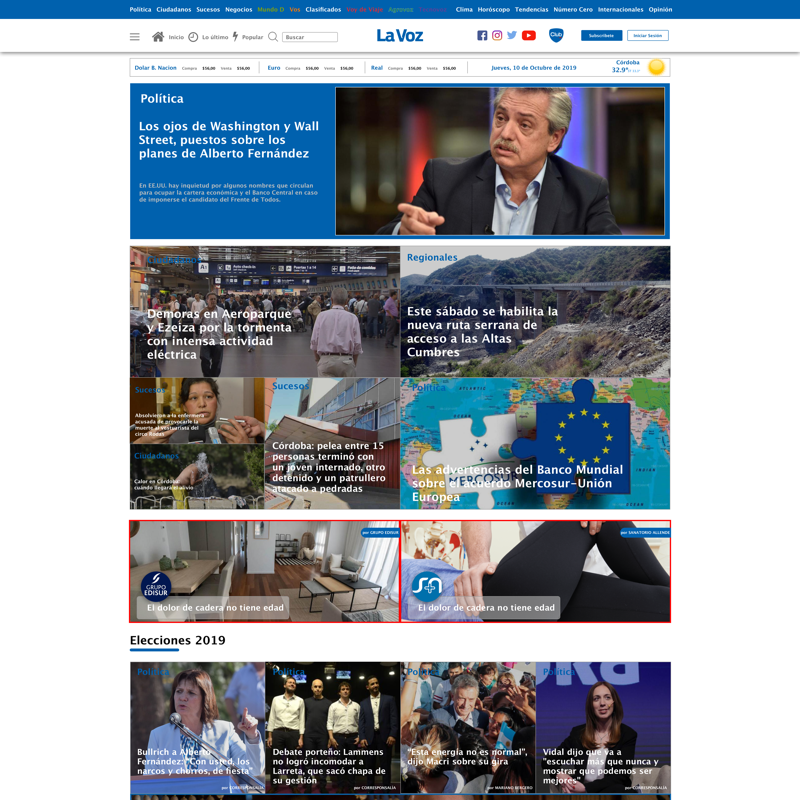 Política Ciudadanos Sucesos Negocios Mundo D Vos Clasificados Agrovoz Clima Horóscopo Tendencias Número Cero Internacionales Opinión
Inicio Lo último Popular Buscar LaVoz Club Subscribete Iniciar Sesión
Dolar B. Nacion Compra $56,00 Venta $56,00 Euro Compra $56,00 Venta $56,00 Real Compra $56,00 Venta $56,00 Jueves, 10 de Octubre de 2019
Córdoba
32.9°
Política
Los ojos de Washington y Wall
Street, puestos sobre los
planes de Alberto Fernández
En EE.UU. hay inquietud por algunos nombres que circulan
para ocupar la cartera económica y el Banco Central en caso
de imponerse el candidato del Frente de Todos.
Ciudadanos
Demoras en Aeroparque
y Ezeiza por la tormenta
con intensa actividad
eléctrica
Regionales
Este sábado se habilita la
nueva ruta serrana de
acceso a las Altas
Cumbres
Sucesos
Absolvieron a la enfermera
acusada de provocarle la
muerte al vestuarista del
circo Rodas
Ciudadanos
Calor en Córdoba:
cuándo llegará el alivio
Sucesos
Córdoba: pelea entre 15
personas terminó con
un joven internado, otro
detenido y un patrullero
atacado a pedradas
Política
MERCOSUR
Las advertencias del Banco Mundial
sobre el acuerdo Mercosur-Unión
Europea
por GRUPO EDISUR
GRUPO
EDISUR
El dolor de cadera no tiene edad
por SANATORIO ALLENDE
El dolor de cadera no tiene edad
Elecciones 2019
Política
Bullrich a Alberto
Fernández: "Con usted, los
narcos y chorros, de fiesta"
por CORRESPONSALÍA
Política
Debate porteño: Lammens
no logró incomodar a
Larreta, que sacó chapa de
su gestión
por CORRESPONSALÍA
Política
"Esta energía no es normal",
dijo Macri sobre su gira
por MARIANO BERGERO
Política
Vidal dijo que va a
"escuchar más que nunca y
mostrar que podemos ser
mejores"
por CORRESPONSALÍA